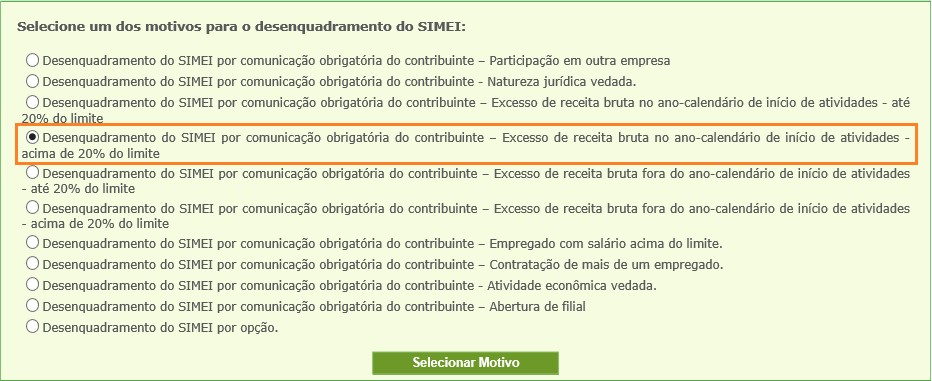 Selecione um dos motivos para o desenquadramento do SIMEI:
Desenquadramento do SIMEI por comunicação obrigatória do contribuinte – Participação em outra empresa
Desenquadramento do SIMEI por comunicação obrigatória do contribuinte - Natureza jurídica vedada.
Desenquadramento do SIMEI por comunicação obrigatória do contribuinte – Excesso de receita bruta no ano-calendário de início de atividades - até
20% do limite
Desenquadramento do SIMEI por comunicação obrigatória do contribuinte – Excesso de receita bruta no ano-calendário de início de atividades -
acima de 20% do limite
Desenquadramento do SIMEI por comunicação obrigatória do contribuinte – Excesso de receita bruta fora do ano-calendário de início de atividades
- até 20% do limite
Desenquadramento do SIMEI por comunicação obrigatória do contribuinte – Excesso de receita bruta fora do ano-calendário de início de atividades
- acima de 20% do limite
Desenquadramento do SIMEI por comunicação obrigatória do contribuinte – Empregado com salário acima do limite.
Desenquadramento do SIMEI por comunicação obrigatória do contribuinte – Contratação de mais de um empregado.
Desenquadramento do SIMEI por comunicação obrigatória do contribuinte - Atividade econômica vedada.
Desenquadramento do SIMEI por comunicação obrigatória do contribuinte – Abertura de filial
Desenquadramento do SIMEI por opção.
Selecionar Motivo